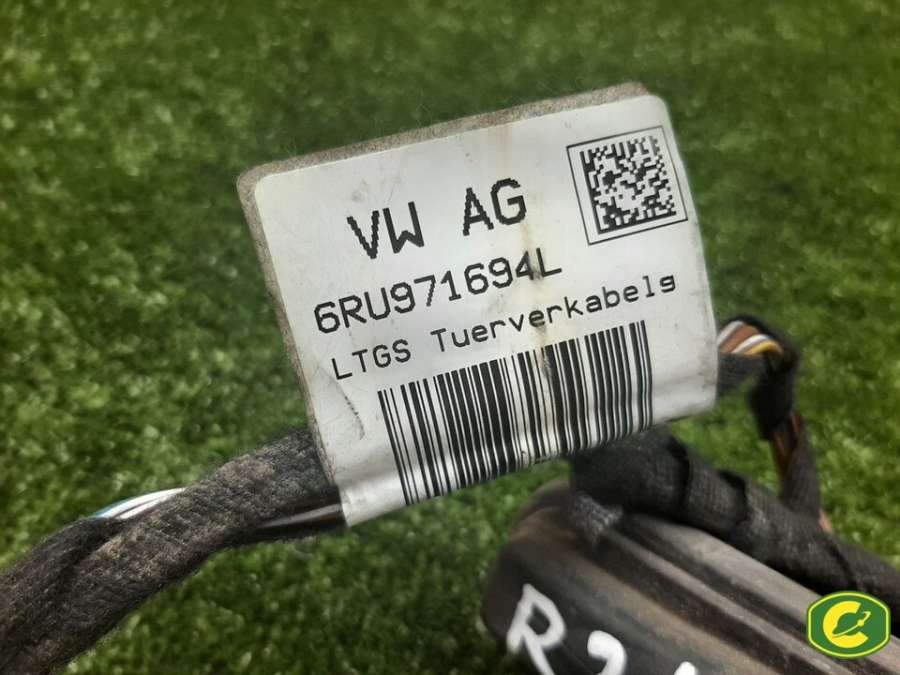 VW AG
6RU971694L
LTGS Tuerverkabelg
C